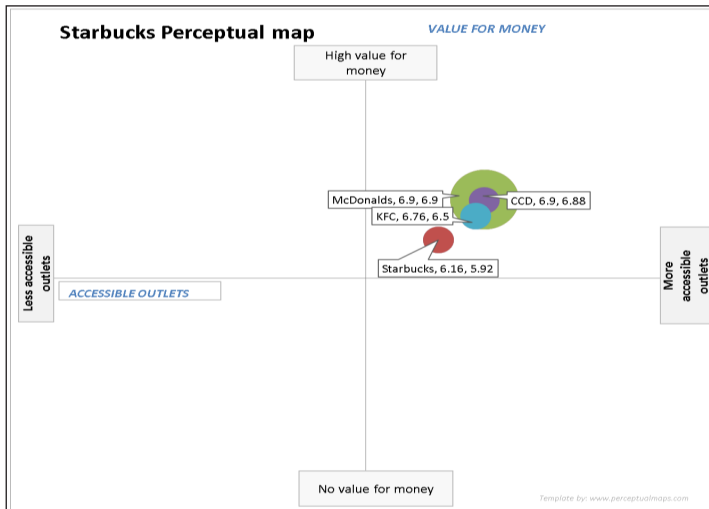 Starbucks Perceptual map
VALUE FOR MONEY
High value for
money
McDonalds, 6.9, 6.9
CCD, 6.9, 6.88
KFC, 6.76, 6.5
Starbucks, 6.16, 5.92
Less accessible
outlets
ACCESSIBLE OUTLETS
More
accessible
outlets
No value for money
Template by: www.perceptualmaps.com